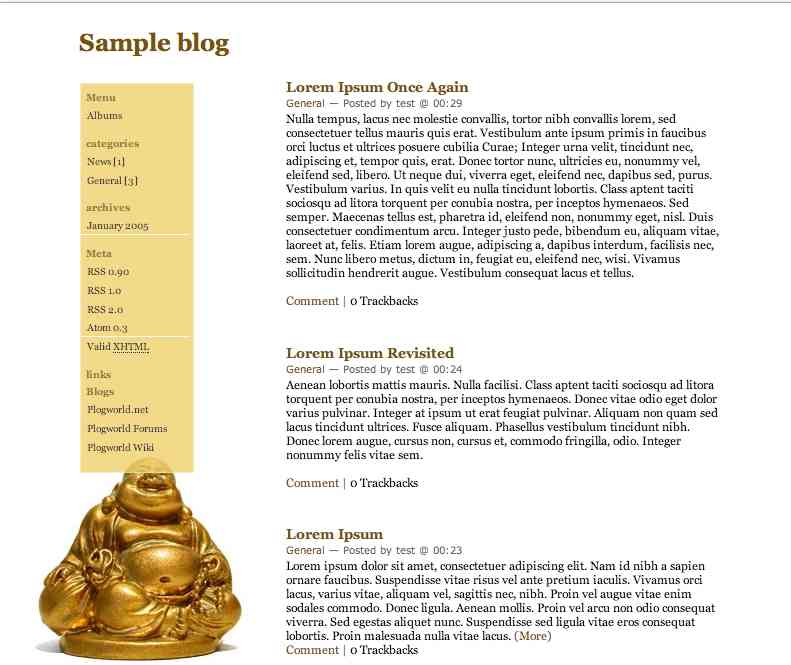 Sample blog
Menu
Albums
categories
News [1]
General [3]
archives
January 2005
Meta
RSS 0.90
RSS 1.0
RSS 2.0
Atom 0.3
Valid XHTML
links
Blogs
Plogworld.net
Plogworld Forums
Plogworld Wiki
Lorem Ipsum Once Again
General — Posted by test @ 00:29
Nulla tempus, lacus nec molestie convallis, tortor nibh convallis lorem, sed
consectetuer tellus mauris quis erat. Vestibulum ante ipsum primis in faucibus
orci luctus et ultrices posuere cubilia Curae; Integer urna velit, tincidunt nec,
adipiscing et, tempor quis, erat. Donec tortor nunc, ultricies eu, nonummy vel,
eleifend sed, libero. Ut neque dui, viverra eget, eleifend nec, dapibus sed, purus.
Vestibulum varius. In quis velit eu nulla tincidunt lobortis. Class aptent taciti
sociosqu ad litora torquent per conubia nostra, per inceptos hymenaeos. Sed
semper. Maecenas tellus est, pharetra id, eleifend non, nonummy eget, nisl. Duis
consectetuer condimentum arcu. Integer justo pede, bibendum eu, aliquam vitae,
laoreet at, felis. Etiam lorem augue, adipiscing a, dapibus interdum, facilisis nec,
sem. Nunc libero metus, dictum in, feugiat eu, eleifend nec, wisi. Vivamus
sollicitudin hendrerit augue. Vestibulum consequat lacus et tellus.
Comment | 0 Trackbacks
Lorem Ipsum Revisited
General — Posted by test @ 00:24
Aenean lobortis mattis mauris. Nulla facilisi. Class aptent taciti sociosqu ad litora
torquent per conubia nostra, per inceptos hymenaeos. Donec vitae odio eget dolor
varius pulvinar. Integer at ipsum ut erat feugiat pulvinar. Aliquam non quam sed
lacus tincidunt ultrices. Fusce aliquam. Phasellus vestibulum tincidunt nibh.
Donec lorem augue, cursus non, cursus et, commodo fringilla, odio. Integer
nonummy felis vitae sem.
Comment | 0 Trackbacks
Lorem Ipsum
General — Posted by test @ 00:23
Lorem ipsum dolor sit amet, consectetuer adipiscing elit. Nam id nibh a sapien
ornare faucibus. Suspendisse vitae risus vel ante pretium iaculis. Vivamus orci
lacus, varius vitae, aliquam vel, sagittis nec, nibh. Proin vel augue vitae enim
sodales commodo. Donec ligula. Aenean mollis. Proin vel arcu non odio consequat
viverra. Sed egestas aliquet nunc. Suspendisse sed ligula vitae eros consequat
lobortis. Proin malesuada nulla vitae lacus. (More)
Comment | 0 Trackbacks